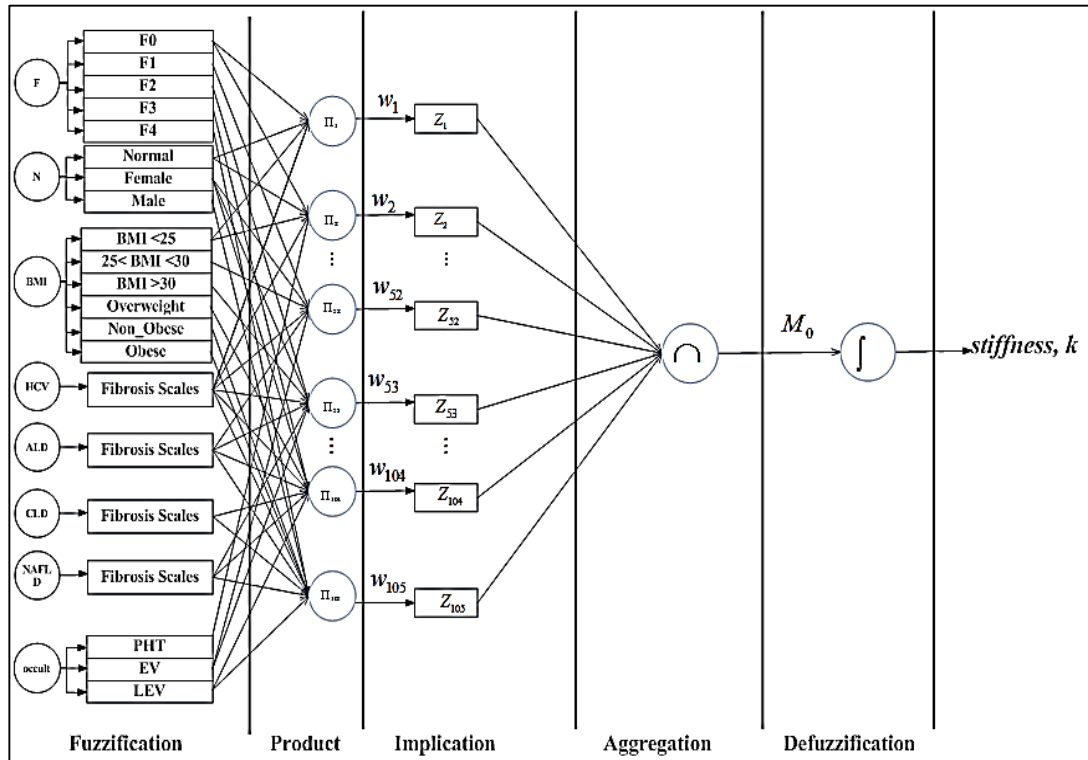 F
F0
F1
F2
F3
F4
N
Normal
Female
Male
BMI
BMI <25
25< BMI <30
BMI >30
Overweight
Non_Obese
Obese
HCV
Fibrosis Scales
ALD
Fibrosis Scales
CLD
Fibrosis Scales
NAFL
D
Fibrosis Scales
occult
PHT
EV
LEV
w1
Z1
w2
Z2
...
...
w52
Z52
w53
Z53
...
...
w104
Z104
w105
Z105
∩
M0
∫
stiffness, k
Fuzzification
Product
Implication
Aggregation
Defuzzification